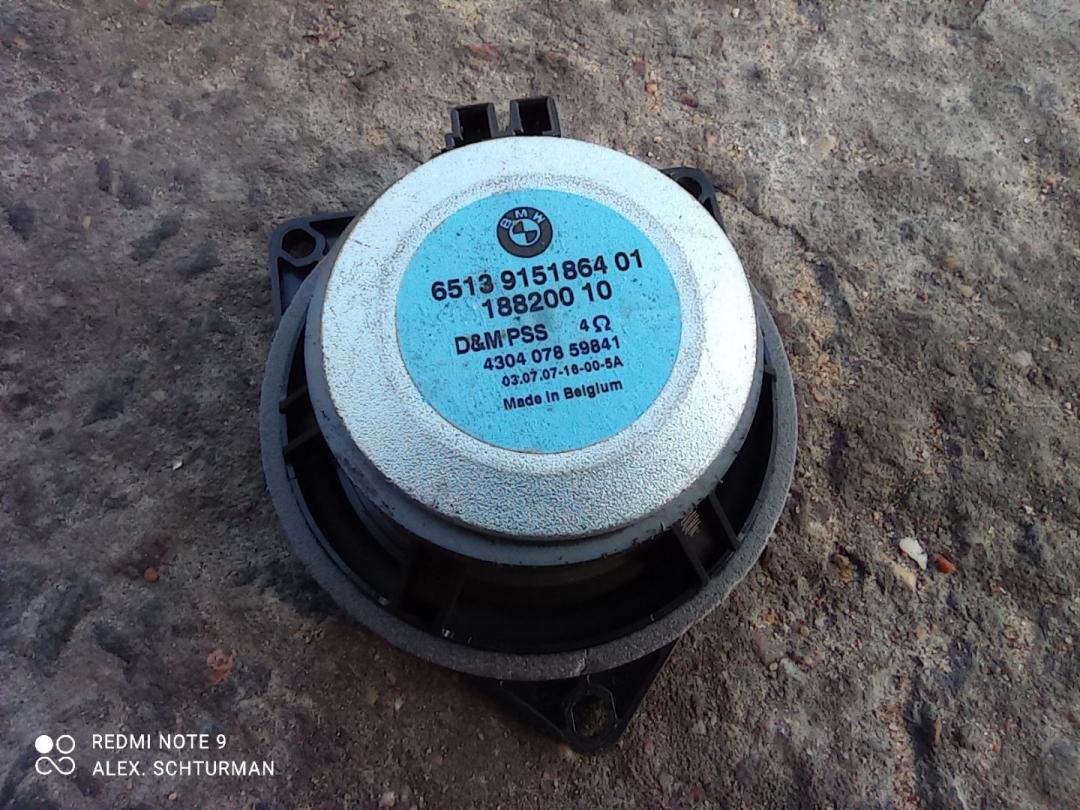 BMW
6513 9151864 01
188200 10
D&M PSS 4Ω
4304 078 59841
03.07.07-16-00-5A
Made in Belgium
REDMI NOTE 9
ALEX. SCHTURMAN